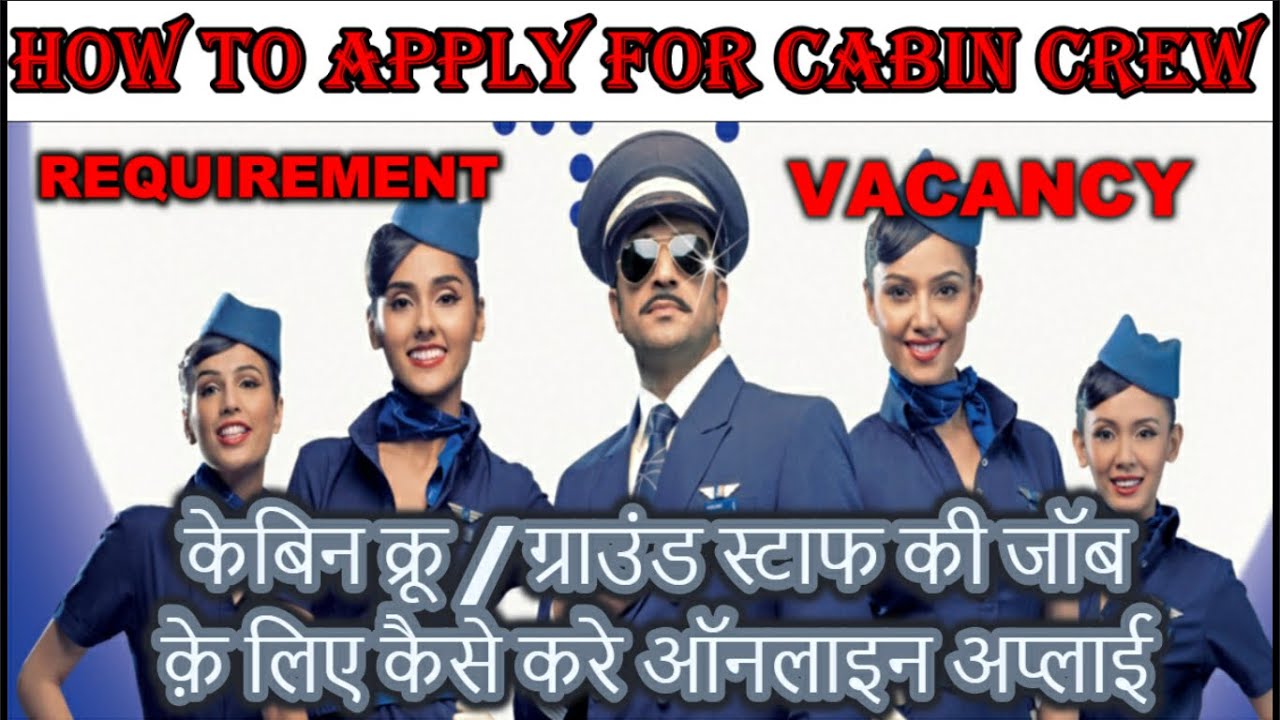 HOW TO APPLY FOR CABIN CREW
REQUIREMENT
VACANCY
केबिन क्रू / ग्राउंड स्टाफ की जॉब
क़े लिए कैसे करे ऑनलाइन अप्लाई